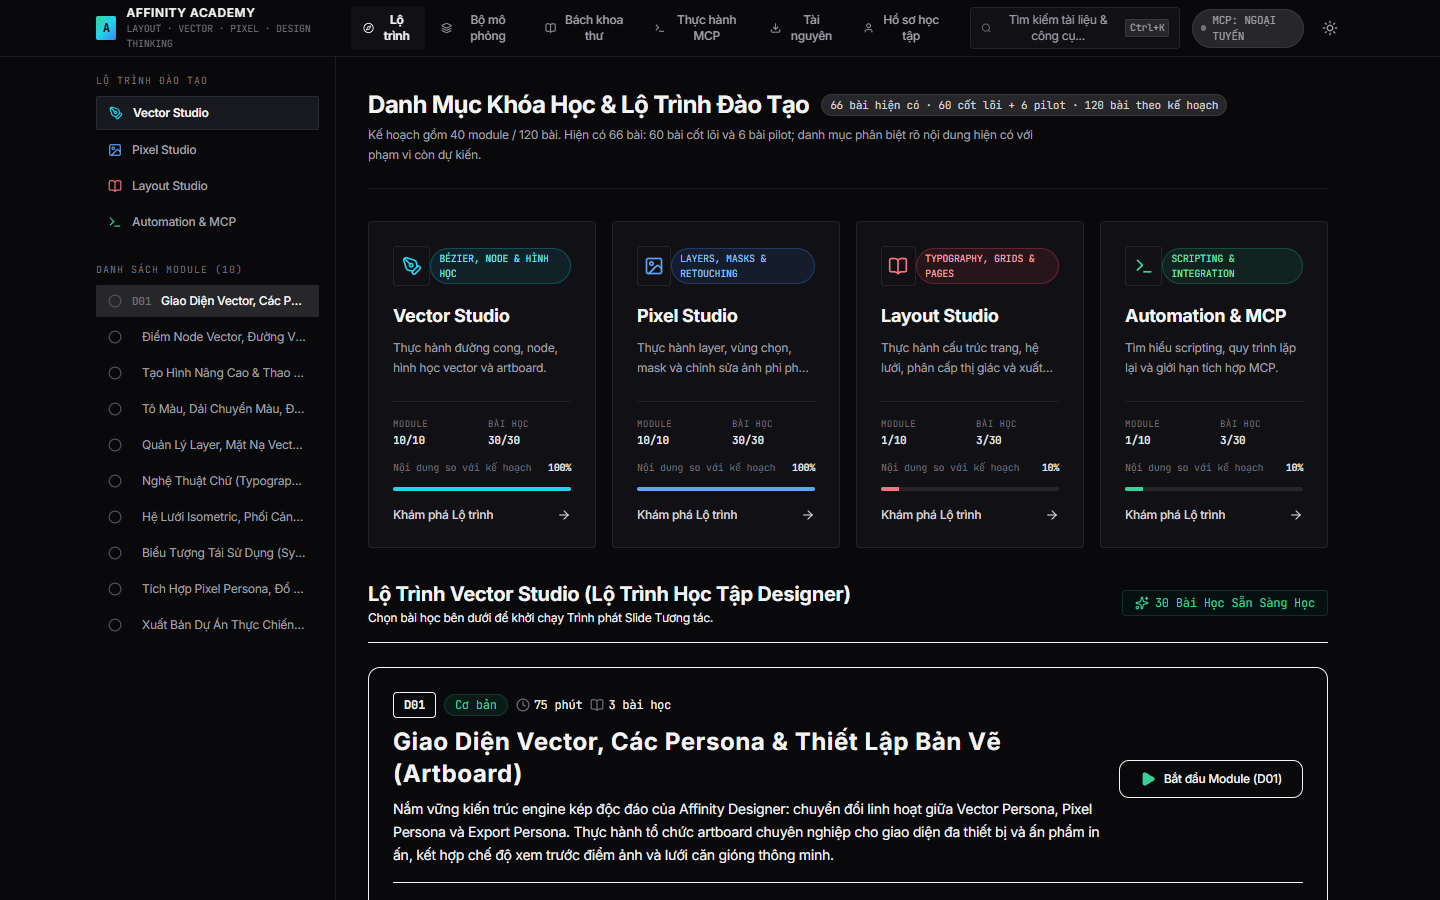 AFFINITY ACADEMY
LAYOUT · VECTOR · PIXEL · DESIGN
THINKING
Lộ
trình
Bộ mô
phỏng
Bách khoa
thư
Thực hành
MCP
Tài
nguyên
Hồ sơ học
tập
Tìm kiếm tài liệu &
công cụ...
Ctrl+K
MCP: NGOẠI
TUYẾN
LỘ TRÌNH ĐÀO TẠO
Vector Studio
Pixel Studio
Layout Studio
Automation & MCP
DANH SÁCH MODULE (10)
D01 Giao Diện Vector, Các P...
Điểm Node Vector, Đường V...
Tạo Hình Nâng Cao & Thao ...
Tô Màu, Dải Chuyển Màu, Đ...
Quản Lý Layer, Mặt Nạ Vect...
Nghệ Thuật Chữ (Typograp...
Hệ Lưới Isometric, Phối Cản...
Biểu Tượng Tái Sử Dụng (Sy...
Tích Hợp Pixel Persona, Đổ ...
Xuất Bản Dự Án Thực Chiến...
Danh Mục Khóa Học & Lộ Trình Đào Tạo
66 bài hiện có · 60 cốt lõi + 6 pilot · 120 bài theo kế hoạch
Kế hoạch gồm 40 module / 120 bài. Hiện có 66 bài: 60 bài cốt lõi và 6 bài pilot; danh mục phân biệt rõ nội dung hiện có với
phạm vi còn dự kiến.
BÉZIER, NODE & HÌNH
HỌC
Vector Studio
Thực hành đường cong, node,
hình học vector và artboard.
MODULE
BÀI HỌC
10/10
30/30
Nội dung so với kế hoạch 100%
Khám phá Lộ trình
LAYERS, MASKS &
RETOUCHING
Pixel Studio
Thực hành layer, vùng chọn,
mask và chỉnh sửa ảnh phi ph...
MODULE
BÀI HỌC
10/10
30/30
Nội dung so với kế hoạch 100%
Khám phá Lộ trình
TYPOGRAPHY, GRIDS &
PAGES
Layout Studio
Thực hành cấu trúc trang, hệ
lưới, phân cấp thị giác và xuất...
MODULE
BÀI HỌC
1/10
3/30
Nội dung so với kế hoạch 10%
Khám phá Lộ trình
SCRIPTING &
INTEGRATION
Automation & MCP
Tìm hiểu scripting, quy trình lặp
lại và giới hạn tích hợp MCP.
MODULE
BÀI HỌC
1/10
3/30
Nội dung so với kế hoạch 10%
Khám phá Lộ trình
Lộ Trình Vector Studio (Lộ Trình Học Tập Designer)
Chọn bài học bên dưới để khởi chạy Trình phát Slide Tương tác.
30 Bài Học Sẵn Sàng Học
D01
Cơ bản
75 phút
3 bài học
Giao Diện Vector, Các Persona & Thiết Lập Bản Vẽ
(Artboard)
Nắm vững kiến trúc engine kép độc đáo của Affinity Designer: chuyển đổi linh hoạt giữa Vector Persona, Pixel
Persona và Export Persona. Thực hành tổ chức artboard chuyên nghiệp cho giao diện đa thiết bị và ấn phẩm in
ấn, kết hợp chế độ xem trước điểm ảnh và lưới căn gióng thông minh.
Bắt đầu Module (D01)